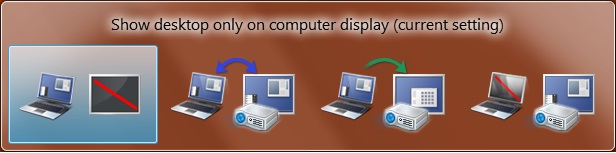 Show desktop only on computer display (current setting)